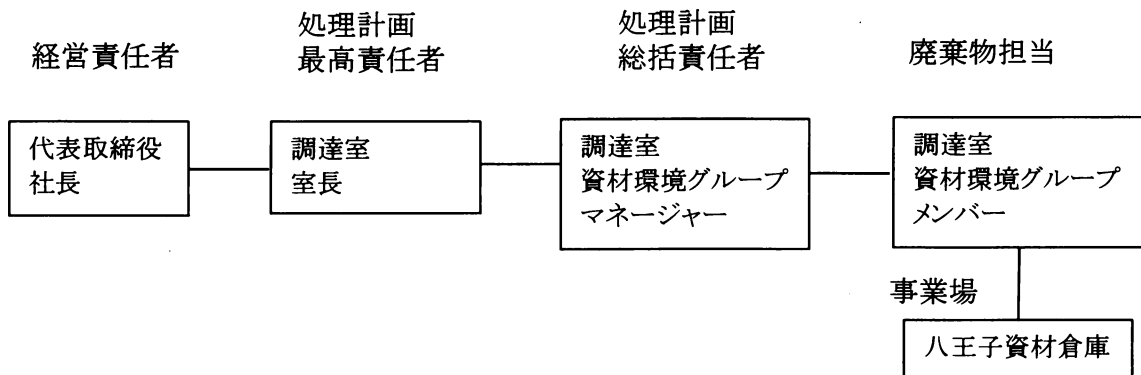 経営責任者
処理計画
最高責任者
処理計画
総括責任者
廃棄物担当
代表取締役
社長
調達室
室長
調達室
資材環境グループ
マネージャー
調達室
資材環境グループ
メンバー
事業場
八王子資材倉庫